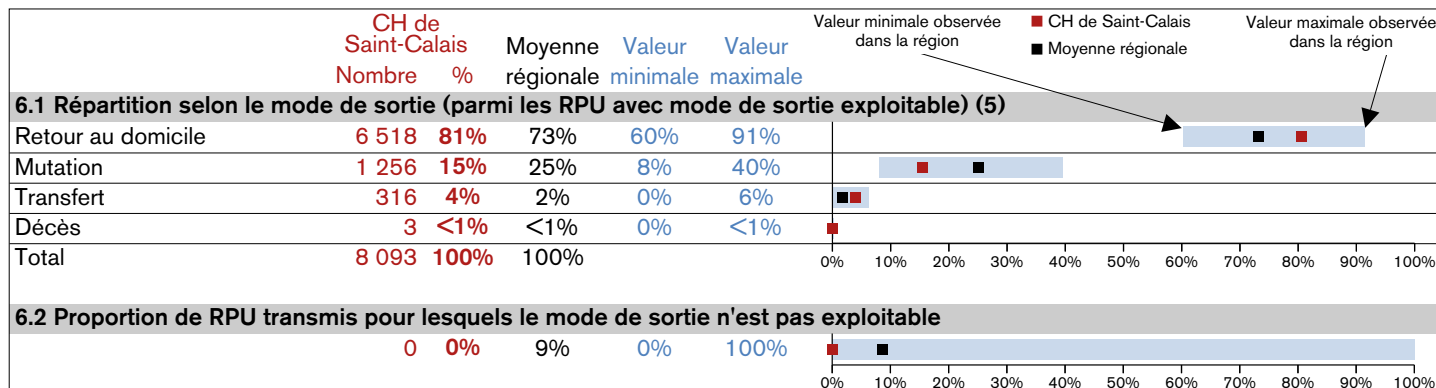 CH de
Saint-Calais
Moyenne régionale
Valeur minimale
Valeur maximale
Nombre %
Valeur minimale observée
dans la région
CH de Saint-Calais
Moyenne régionale
Valeur maximale observée
dans la région
6.1 Répartition selon le mode de sortie (parmi les RPU avec mode de sortie exploitable) (5)
Retour au domicile 6 518 81% 73% 60% 91%
Mutation 1 256 15% 25% 8% 40%
Transfert 316 4% 2% 0% 6%
Décès 3 <1% <1% 0% <1%
Total 8 093 100% 100%
0% 10% 20% 30% 40% 50% 60% 70% 80% 90% 100%
6.2 Proportion de RPU transmis pour lesquels le mode de sortie n'est pas exploitable
0 0% 9% 0% 100%
0% 10% 20% 30% 40% 50% 60% 70% 80% 90% 100%